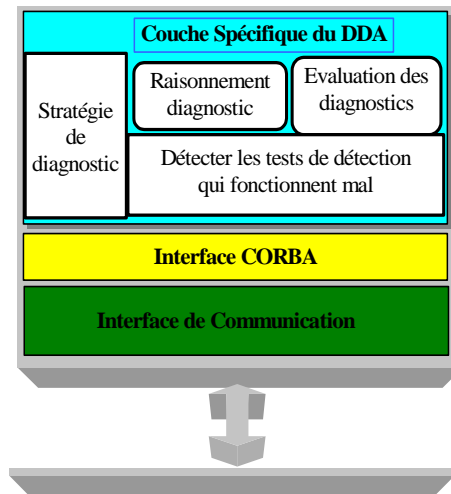 Couche Spécifique du DDA
Stratégie
de
diagnostic
Raisonnement
diagnostic
Evaluation des
diagnostics
Détecter les tests de détection
qui fonctionnent mal
Interface CORBA
Interface de Communication